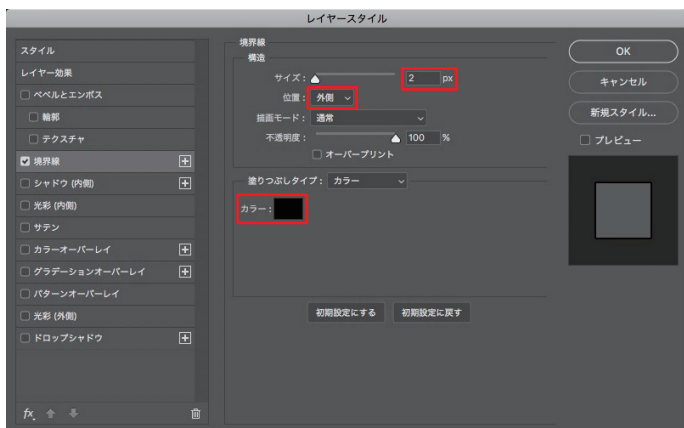 レイヤースタイル
スタイル
レイヤー効果
ベベルとエンボス
輪郭
テクスチャ
境界線
シャドウ (内側)
光彩 (内側)
サテン
カラーオーバーレイ
グラデーションオーバーレイ
パターンオーバーレイ
光彩 (外側)
ドロップシャドウ
fx
境界線
構造
サイズ : 2 px
位置 : 外側
描画モード : 通常
不透明度 : 100 %
オーバープリント
塗りつぶしタイプ : カラー
カラー :
初期設定にする 初期設定に戻す
OK
キャンセル
新規スタイル...
プレビュー